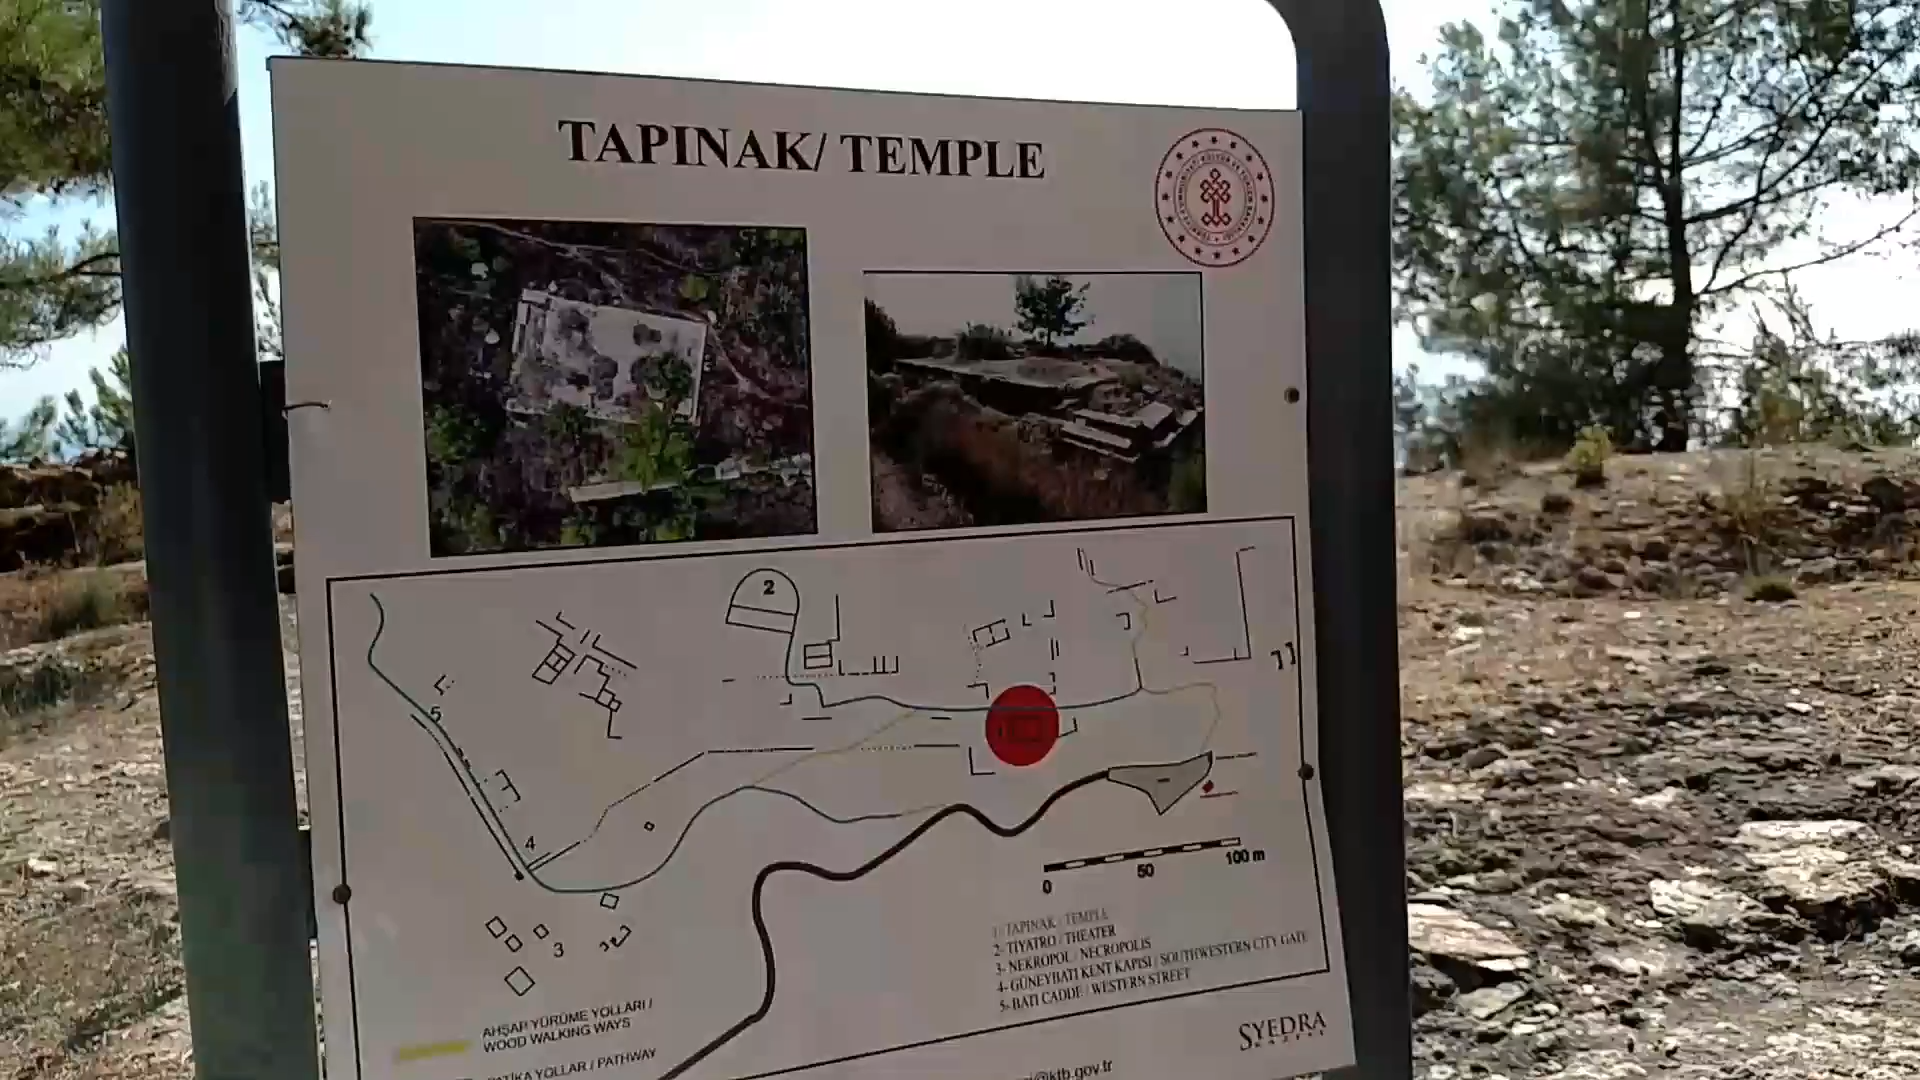 TAPINAK/ TEMPLE
2
5
4
3
0
50
100 m
1- TAPINAK / TEMPLE
2- TİYATRO / THEATER
3- NEKROPOL / NECROPOLIS
4- GÜNEYBATI KENT KAPISI / SOUTHWESTERN CITY GATE
5- BATI CADDE / WESTERN STREET
AHŞAP YÜRÜME YOLLARI /
WOOD WALKING WAYS
PATİKA YOLLAR / PATHWAY
SYEDRA
@ktb.gov.tr